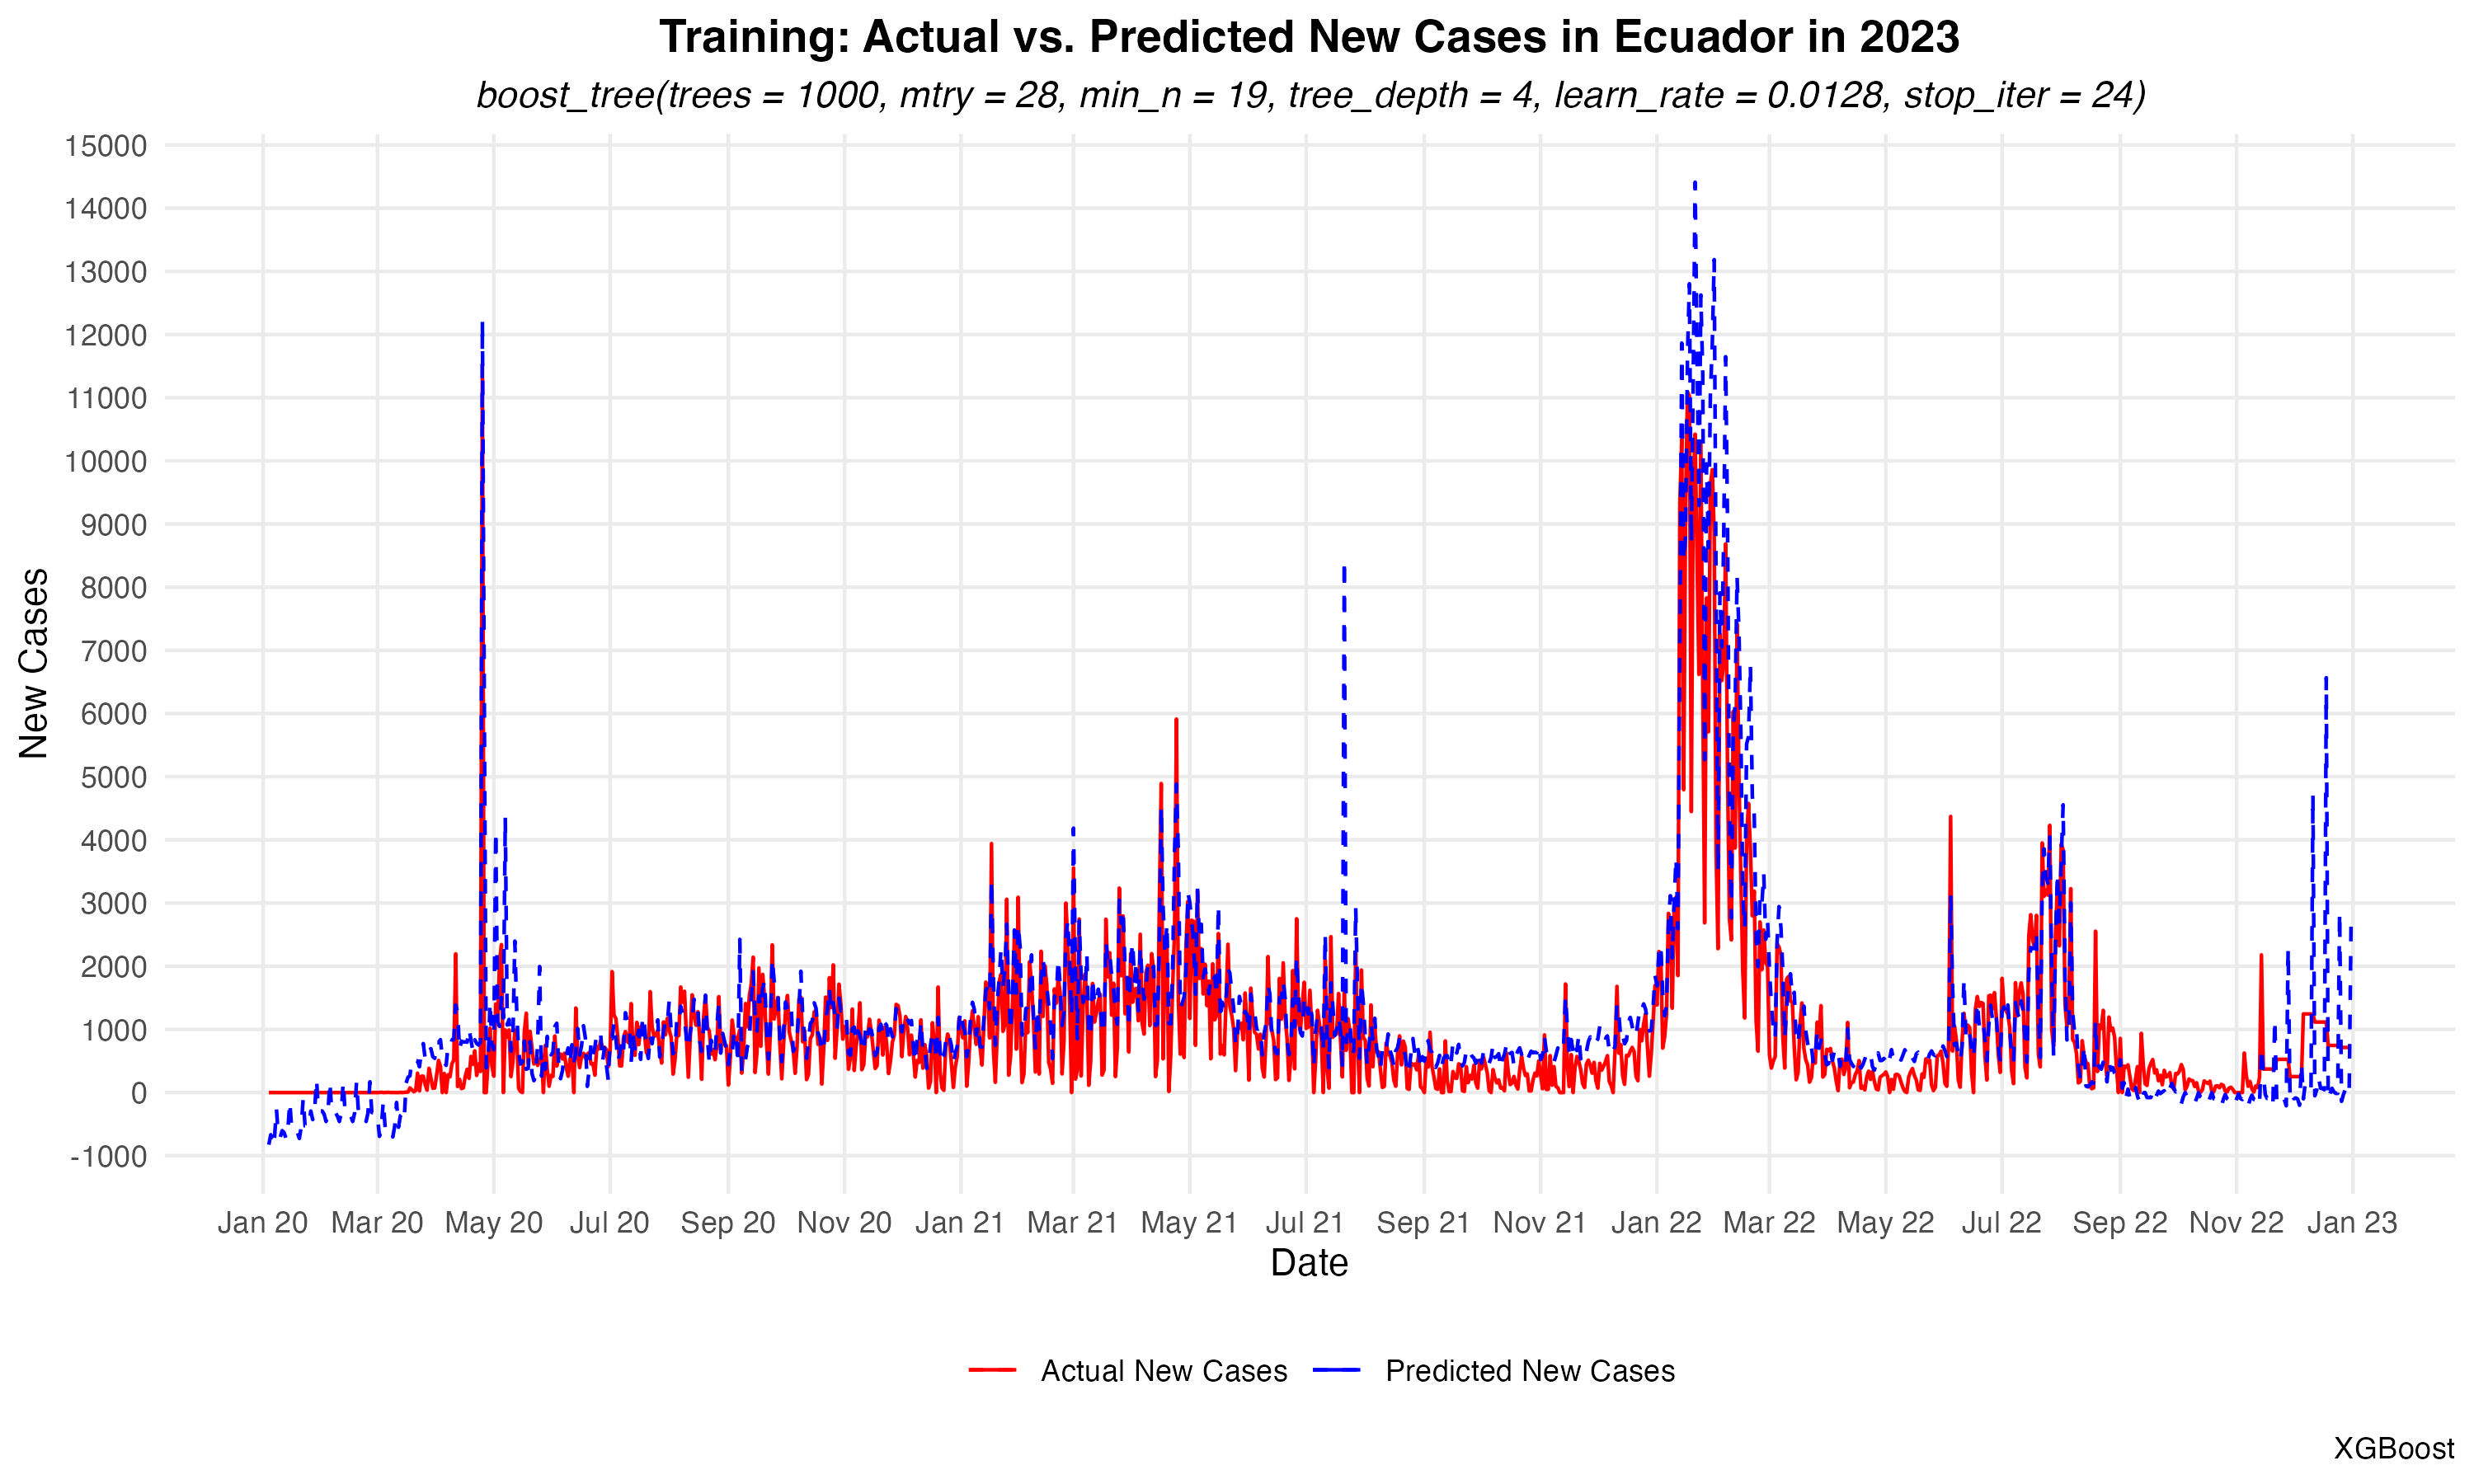 Training: Actual vs. Predicted New Cases in Ecuador in 2023
boost_tree(trees = 1000, mtry = 28, min_n = 19, tree_depth = 4, learn_rate = 0.0128, stop_iter = 24)
15000
14000
13000
12000
11000
10000
9000
8000
7000
6000
5000
4000
3000
2000
1000
0
-1000
New Cases
Jan 20 Mar 20 May 20 Jul 20 Sep 20 Nov 20 Jan 21 Mar 21 May 21 Jul 21 Sep 21 Nov 21 Jan 22 Mar 22 May 22 Jul 22 Sep 22 Nov 22 Jan 23
Date
Actual New Cases Predicted New Cases
XGBoost